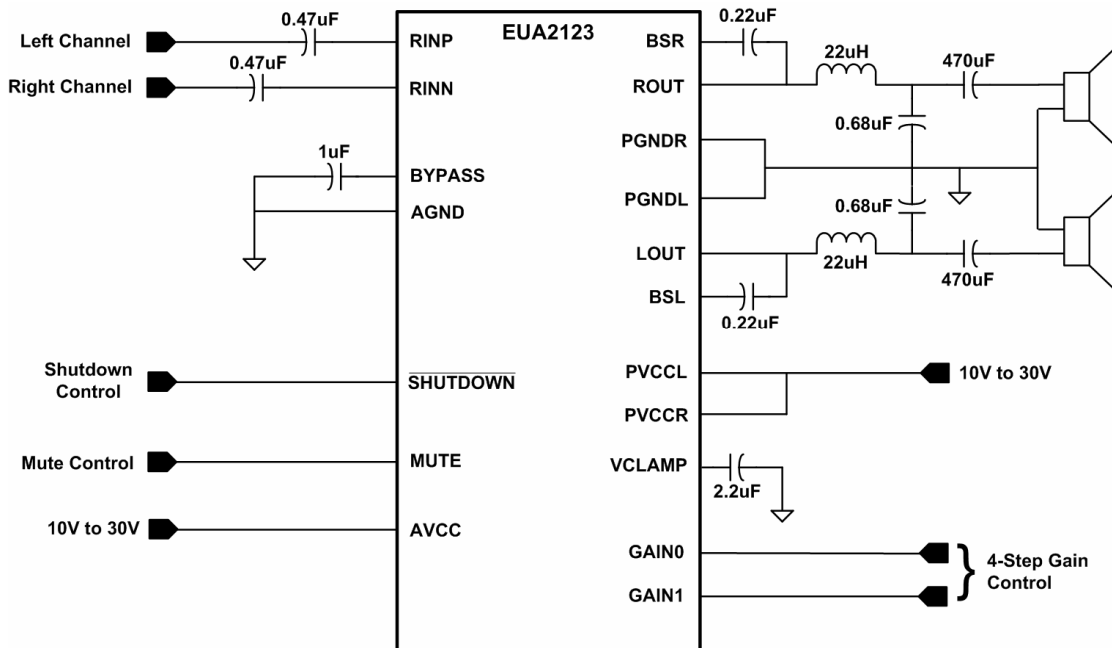 EUA2123
Left Channel
0.47uF
RINP
Right Channel
0.47uF
RINN
1uF
BYPASS
AGND
Shutdown
Control
SHUTDOWN
Mute Control
MUTE
10V to 30V
AVCC
BSR
0.22uF
ROUT
22uH
470uF
0.68uF
PGNDR
PGNDL
0.68uF
LOUT
22uH
470uF
BSL
0.22uF
PVCCL
10V to 30V
PVCCR
VCLAMP
2.2uF
GAIN0
GAIN1
4-Step Gain
Control